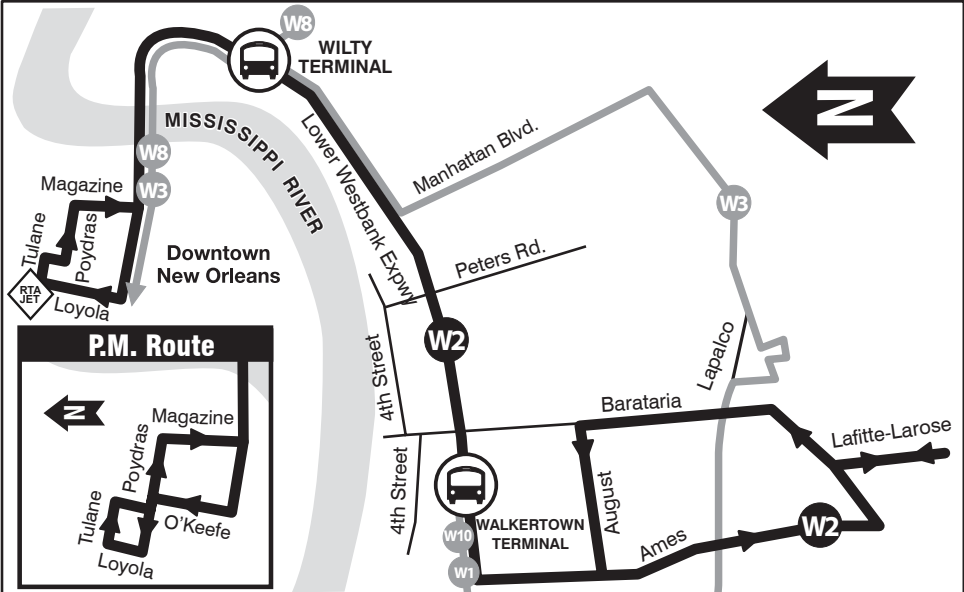 W8
WILTY
TERMINAL
N
MISSISSIPPI RIVER
Lower Westbank Expwy
Manhattan Blvd.
W8
W3
W3
Magazine
Tulane
Poydras
Downtown
New Orleans
RTA
JET
Loyola
Peters Rd.
W2
4th Street
Lapalco
P.M. Route
N
Magazine
Poydras
Tulane
O'Keefe
Loyola
Barataria
Lafitte-Larose
4th Street
August
WALKERTOWN
TERMINAL
W10
W1
Ames
W2